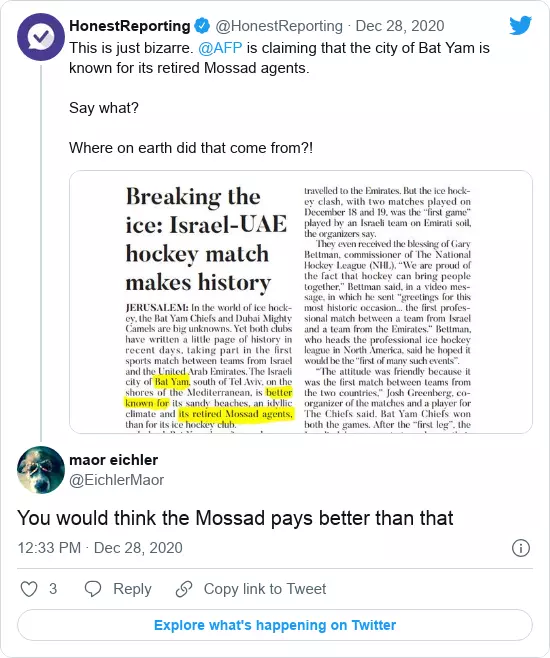 HonestReporting @HonestReporting · Dec 28, 2020
This is just bizarre. @AFP is claiming that the city of Bat Yam is
known for its retired Mossad agents.
Say what?
Where on earth did that come from?!
Breaking the
ice: Israel-UAE
hockey match
makes history
JERUSALEM: In the world of ice hock-
ey, the Bat Yam Chiefs and Dubai Mighty
Camels are big unknowns. Yet both clubs
have written a little page of history in
recent days, taking part in the first
sports match between teams from Israel
and the United Arab Emirates. The Israeli
city of Bat Yam, south of Tel Aviv, on the
shores of the Mediterranean, is better
known for its sandy beaches, an idyllic
climate and its retired Mossad agents,
than for its ice hockey club.
travelled to the Emirates. But the ice hock-
ey clash, with two matches played on
December 18 and 19, was the "first game"
played by an Israeli team on Emirati soil,
the organizers say.
They even received the blessing of Gary
Bettman, commissioner of The National
Hockey League (NHL). "We are proud of
the fact that hockey can bring people
together," Bettman said, in a video mes-
sage, in which he sent "greetings for this
most historic occasion... the first profes-
sional match between a team from Israel
and a team from the Emirates." Bettman,
who heads the professional ice hockey
league in North America, said he hoped it
would be the "first of many such events".
"The attitude was friendly because it
was the first match between teams from
the two countries," Josh Greenberg, co-
organizer of the matches and a player for
The Chiefs said. Bat Yam Chiefs won
both the games. After the "first leg", the
maor eichler
@EichlerMaor
You would think the Mossad pays better than that
12:33 PM · Dec 28, 2020
3 Reply Copy link to Tweet
Explore what's happening on Twitter